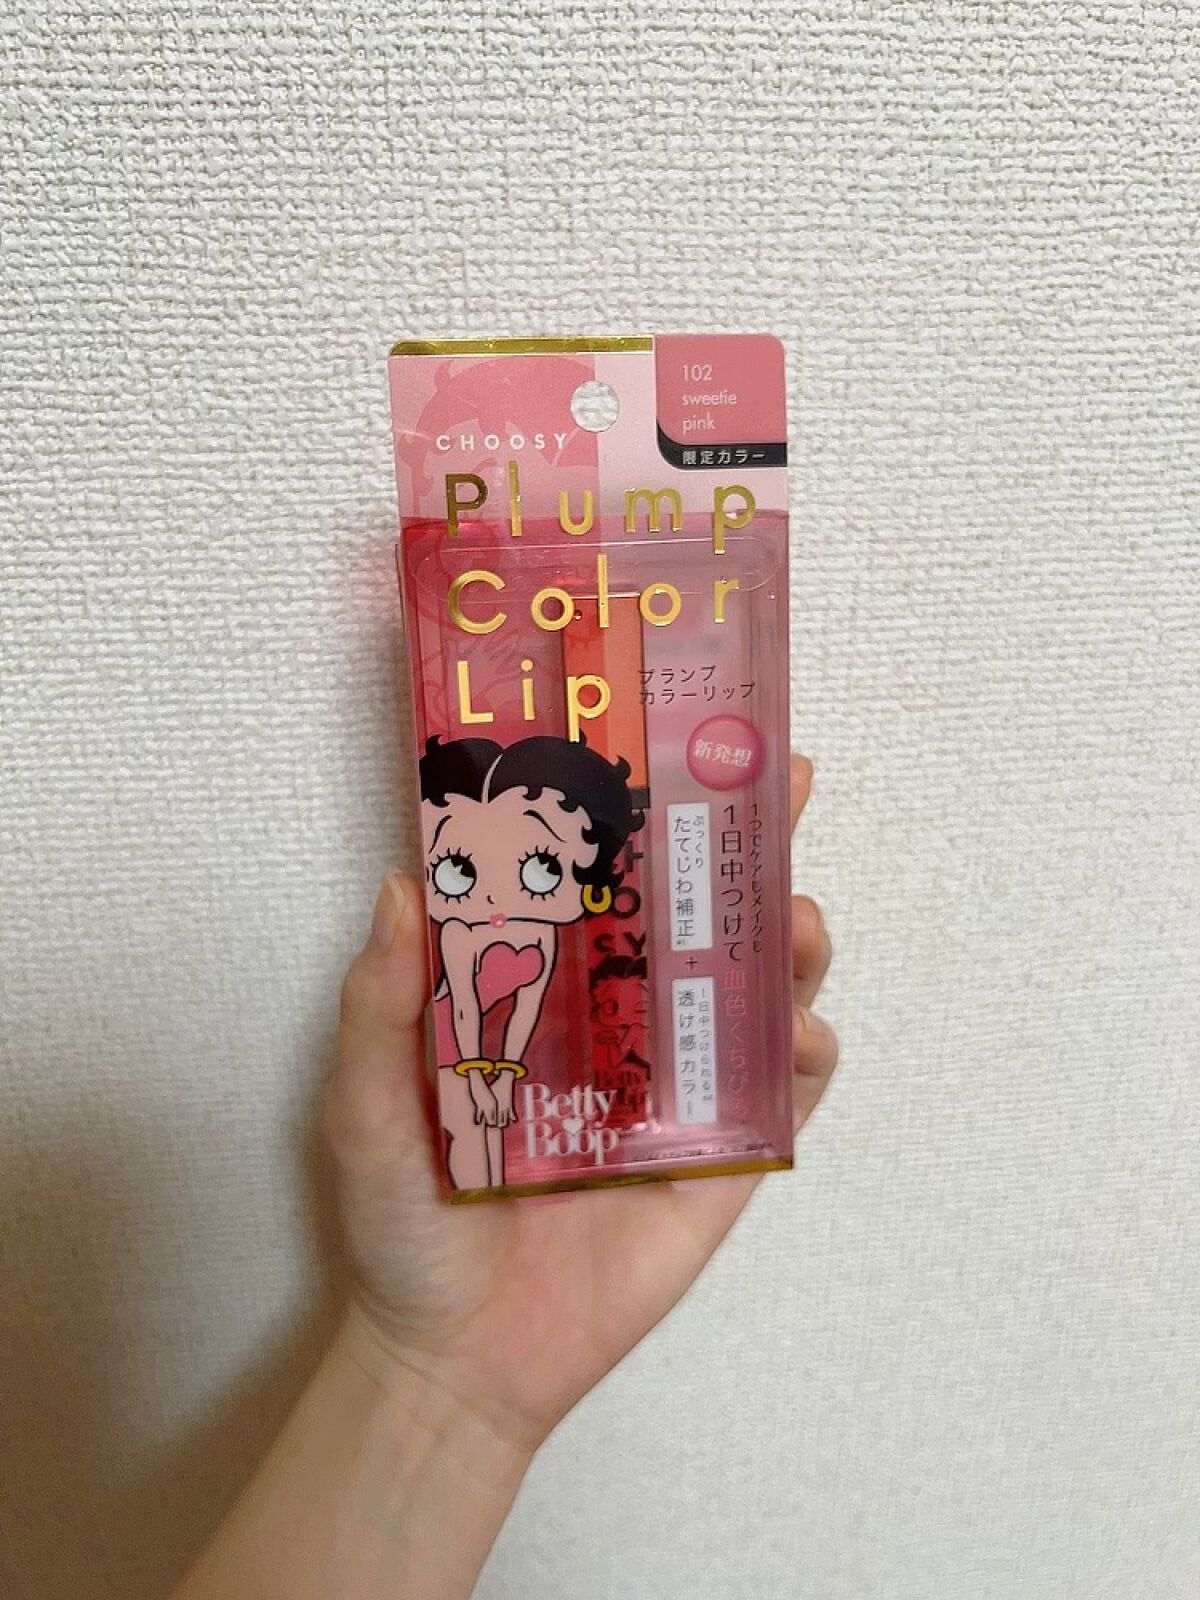 102
sweetie
pink
限定カラー
CHOOSY
Plump
Color
Lip
プランプ
カラーリップ
新発想
1つでケアもメイクも
1日中つけて血色くちびる
ぷっくり
たてじわ補正
+
1日中つけられる
透け感カラー
CY
Betty
Boop